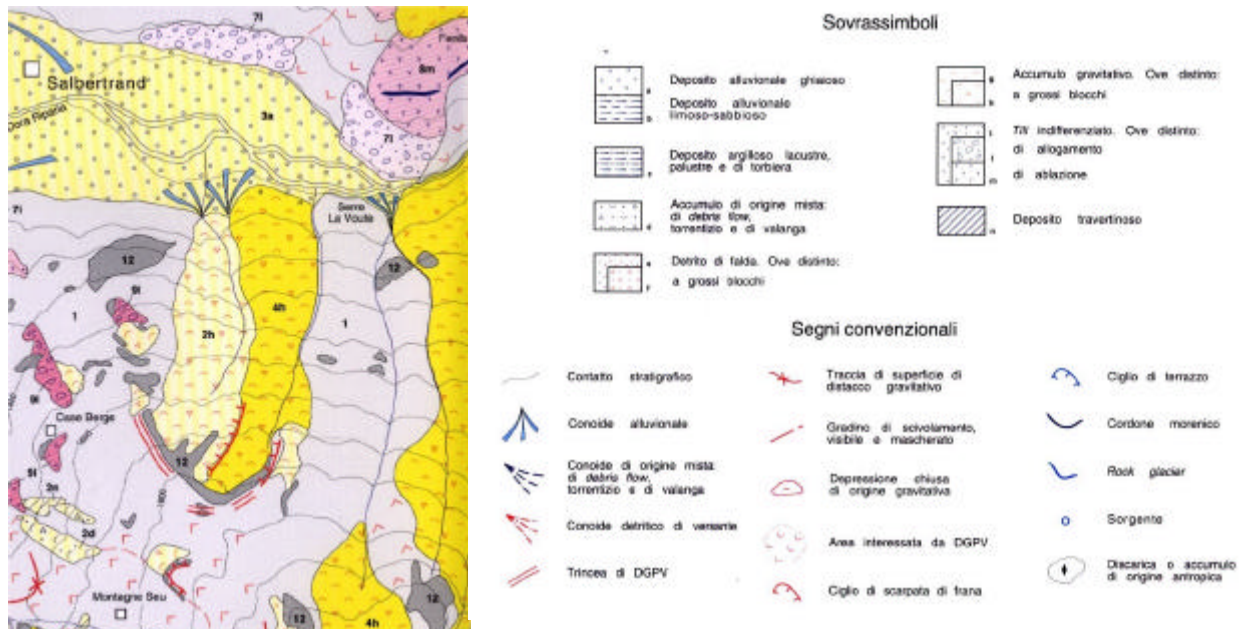 7i
Salbertrand
Dora Riparia
3a
8m
7i
7i
Serre
La Voute
12
12
9i
1
2h
4h
1
9i
Case Berge
9i
2n
12
1800
2d
Montagne Seu
12
4h
12
Sovrassimboli
Deposito alluvionale ghiaioso
Deposito alluvionale
limoso-sabbioso
Deposito argilloso lacustre,
palustre e di torbiera
Accumulo di origine mista:
di debris flow,
torrentizio e di valanga
Detrito di falda. Ove distinto:
a grossi blocchi
Accumulo gravitativo. Ove distinto:
a grossi blocchi
Till indifferenziato. Ove distinto:
di allogamento
di ablazione
Deposito travertinoso
Segni convenzionali
Contatto stratigrafico
Conoide alluvionale
Conoide di origine mista:
di debris flow,
torrentizio e di valanga
Conoide detritico di versante
Trincea di DGPV
Traccia di superficie di
distacco gravitativo
Gradino di scivolamento,
visibile e mascherato
Depressione chiusa
di origine gravitativa
Area interessata da DGPV
Ciglio di scarpata di frana
Ciglio di terrazzo
Cordone morenico
Rock glacier
Sorgente
Discarica o accumulo
di origine antropica